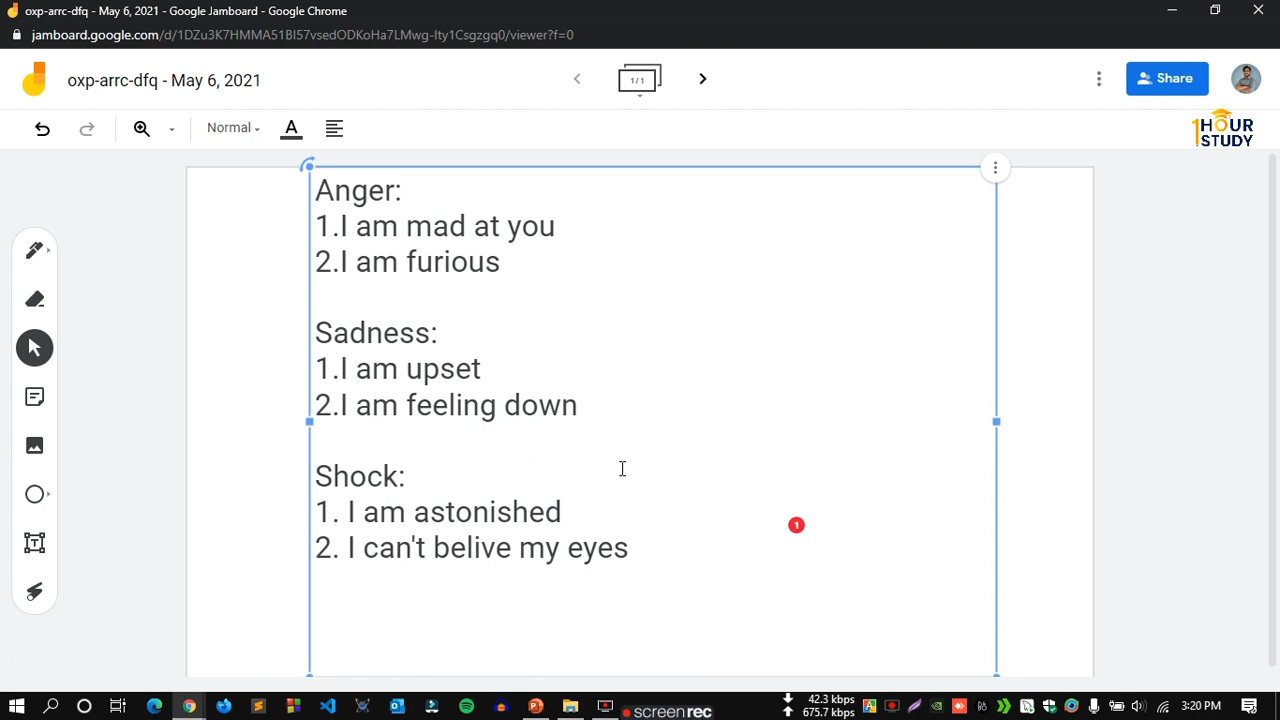 oxp-arrc-dfq - May 6, 2021 - Google Jamboard - Google Chrome
jamboard.google.com/d/1DZu3K7HMMA51BI57vsedODKoHa7LMwg-Ity1Csgzgq0/viewer?f=0
oxp-arrc-dfq - May 6, 2021
1/1
Share
Normal
1HOUR
STUDY
Anger:
1.I am mad at you
2.I am furious
Sadness:
1.I am upset
2.I am feeling down
Shock:
1. I am astonished
2. I can't belive my eyes
1
42.3 kbps
675.7 kbps
3:20 PM
screenrec